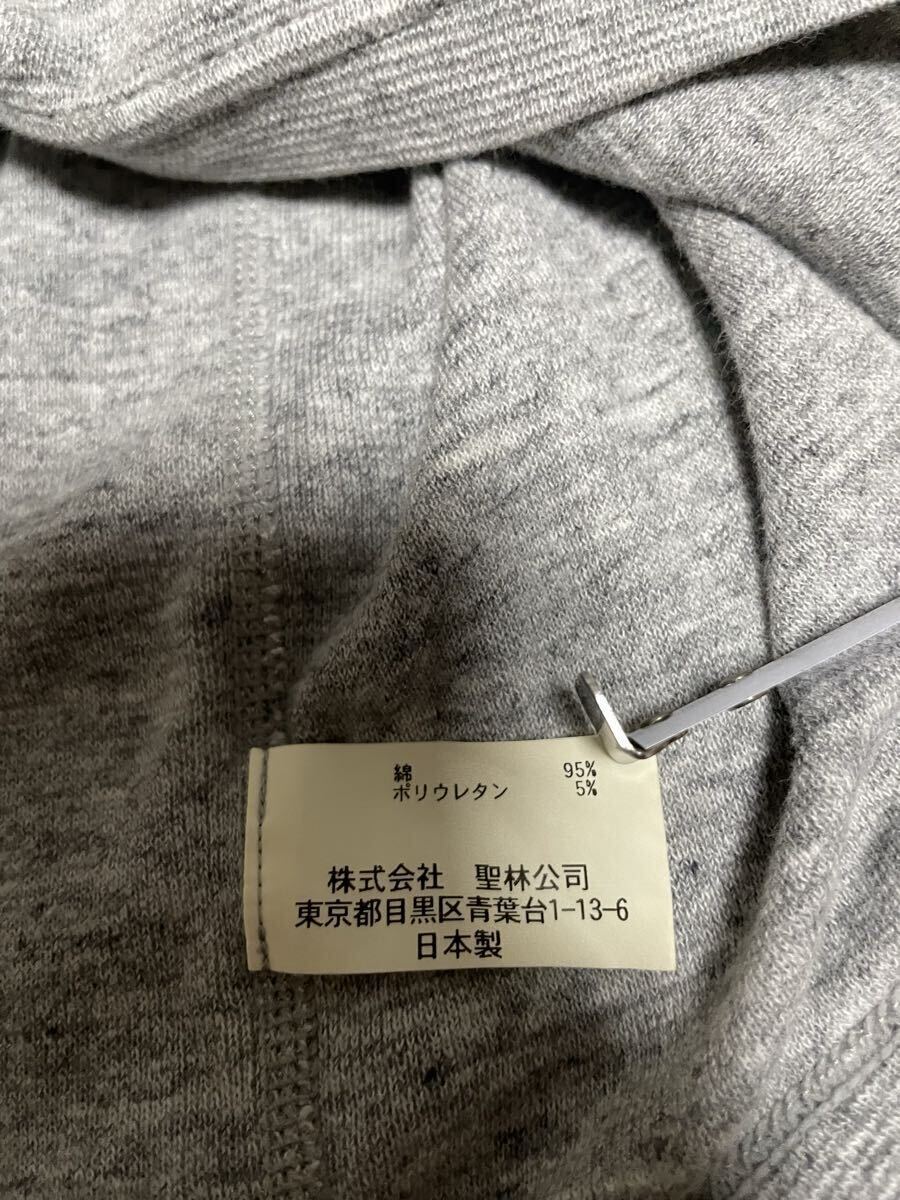 綿 95%
ポリウレタン 5%
株式会社 聖林公司
東京都目黒区青葉台1-13-6
日本製